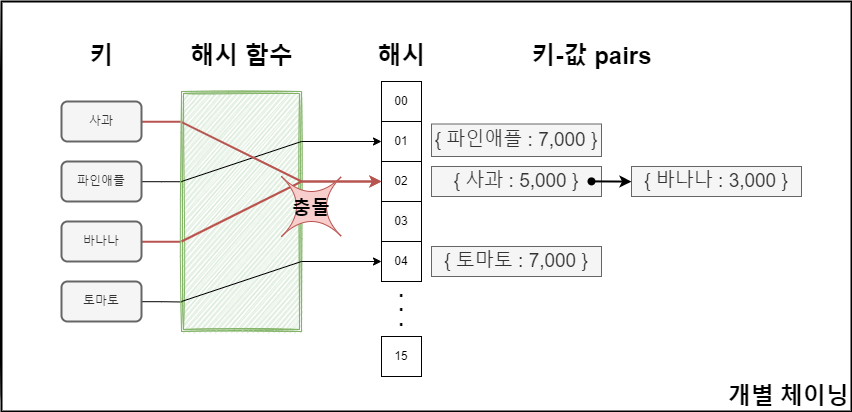 키
해시 함수
해시
키-값 pairs
사과
파인애플
바나나
토마토
충돌
00
01
02
03
04
15
{ 파인애플 : 7,000 }
{ 사과 : 5,000 }
{ 바나나 : 3,000 }
{ 토마토 : 7,000 }
개별 체이닝